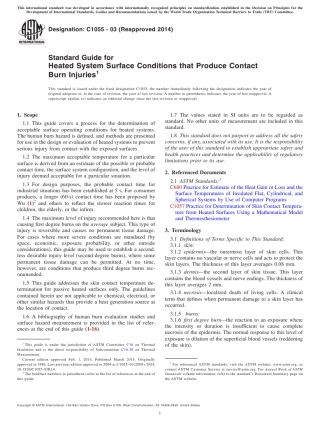 This international standard was developed in accordance with internationally recognized principles on standardization established in the Decision on Principles for the
Development of International Standards, Guides and Recommendations issued by the World Trade Organization Technical Barriers to Trade (TBT) Committee.
Designation: C1055 − 03 (Reapproved 2014)
Standard Guide for
Heated System Surface Conditions that Produce Contact
Burn Injuries1
This standard is issued under the fixed designation C1055; the number immediately following the designation indicates the year of
original adoption or, in the case of revision, the year of last revision. A number in parentheses indicates the year of last reapproval. A
superscript epsilon (ε) indicates an editorial change since the last revision or reapproval.
1. Scope
1.1 This guide covers a process for the determination of
acceptable surface operating conditions for heated systems.
The human burn hazard is defined, and methods are presented
for use in the design or evaluation of heated systems to prevent
serious injury from contact with the exposed surfaces.
1.2 The maximum acceptable temperature for a particular
surface is derived from an estimate of the possible or probable
contact time, the surface system configuration, and the level of
injury deemed acceptable for a particular situation.
1.3 For design purposes, the probable contact time for
industrial situations has been established at 5 s. For consumer
products, a longer (60-s) contact time has been proposed by
Wu (1)2 and others to reflect the slower reaction times for
children, the elderly, or the infirm.
1.4 The maximum level of injury recommended here is that
causing first degree burns on the average subject. This type of
injury is reversible and causes no permanent tissue damage.
For cases where more severe conditions are mandated (by
space, economic, exposure probability, or other outside
considerations), this guide may be used to establish a second,
less desirable injury level (second degree burns), where some
permanent tissue damage can be permitted. At no time,
however, are conditions that produce third degree burns rec-
ommended.
1.5 This guide addresses the skin contact temperature de-
termination for passive heated surfaces only. The guidelines
contained herein are not applicable to chemical, electrical, or
other similar hazards that provide a heat generation source at
the location of contact.
1.6 A bibliography of human burn evaluation studies and
surface hazard measurement is provided in the list of refer-
ences at the end of this guide (1-16).
1 This guide is under the jurisdiction of ASTM Committee C16 on Thermal
Insulation and is the direct responsibility of Subcommittee C16.30 on Thermal
Measurement.
Current edition approved Feb. 1, 2014. Published March 2014. Originally
approved in 1986. Last previous edition approved in 2009 as C1055–03(2009). DOI:
10.1520/C1055-03R14.
2 The boldface numbers in parentheses refer to the list of references at the end of
this guide.
1.7 The values stated in SI units are to be regarded as
standard. No other units of measurement are included in this
standard.
1.8 This standard does not purport to address all the safety
concerns, if any, associated with its use. It is the responsibility
of the user of this standard to establish appropriate safety and
health practices and determine the applicability of regulatory
limitations prior to its use.
2. Referenced Documents
2.1 ASTM Standards:3
C680 Practice for Estimate of the Heat Gain or Loss and the
Surface Temperatures of Insulated Flat, Cylindrical, and
Spherical Systems by Use of Computer Programs
C1057 Practice for Determination of Skin Contact Tempera-
ture from Heated Surfaces Using a Mathematical Model
and Thermesthesiometer
3. Terminology
3.1 Definitions of Terms Specific to This Standard:
3.1.1 skin:
3.1.2 epidermis—the outermost layer of skin cells. This
layer contains no vascular or nerve cells and acts to protect the
skin layers. The thickness of this layer averages 0.08 mm.
3.1.3 dermis—the second layer of skin tissue. This layer
contains the blood vessels and nerve endings. The thickness of
this layer averages 2 mm.
3.1.4 necrosis—localized death of living cells. A clinical
term that defines when permanent damage to a skin layer has
occurred.
3.1.5 burns:
3.1.6 first degree burn—the reaction to an exposure where
the intensity or duration is insufficient to cause complete
necrosis of the epidermis. The normal response to this level of
exposure is dilation of the superficial blood vessels (reddening
of the skin).
3 For referenced ASTM standards, visit the ASTM website, www.astm.org, or
contact ASTM Customer Service at service@astm.org. For Annual Book of ASTM
Standards volume information, refer to the standard's Document Summary page on
the ASTM website.
Copyright © ASTM International, 100 Barr Harbor Drive, PO Box C700, West Conshohocken, PA 19428-2959. United States
1